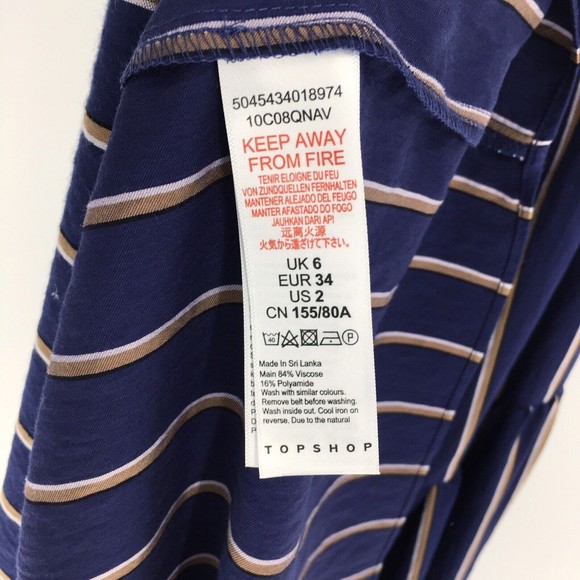 5045434018974
10C08QNAV
KEEP AWAY
FROM FIRE
TENIR ELOIGNE DU FEU
VON ZUNDQUELLEN FERNHALTEN
MANTENER ALEJADO DEL FEUGO
MANTER AFASTADO DO FOGO
JAUHKAN DARI API
远离火源
火気から遠ざけて下さい。
UK 6
EUR 34
US 2
CN 155/80A
40
P
Made In Sri Lanka
Main 84% Viscose
16% Polyamide
Wash with similar colours.
Remove belt before washing.
Wash inside out. Cool iron on
reverse. Due to the natural
TOPSHOP